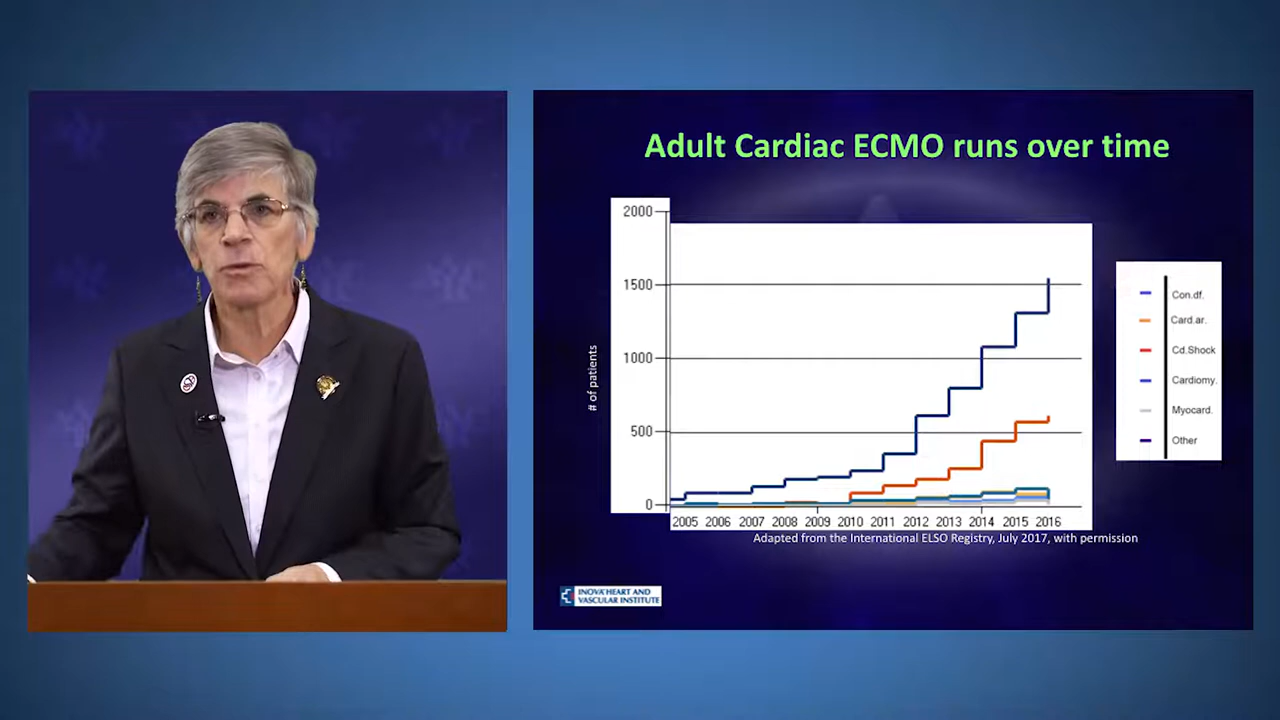 Adult Cardiac ECMO runs over time
2000
1500
1000
500
0
# of patients
2005 2006 2007 2008 2009 2010 2011 2012 2013 2014 2015 2016
Con.df.
Card.ar.
Cd.Shock
Cardiomy.
Myocard.
Other
Adapted from the International ELSO Registry, July 2017, with permission
INOVA HEART AND
VASCULAR INSTITUTE